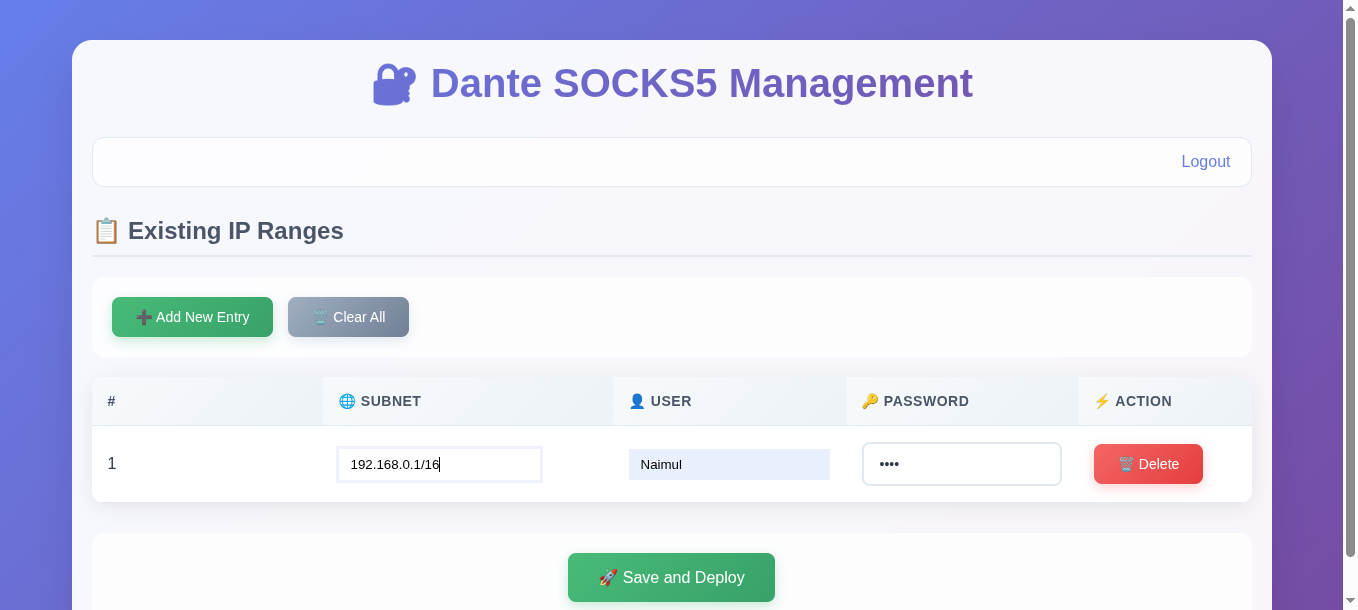 Dante SOCKS5 Management
Logout
Existing IP Ranges
Add New Entry
Clear All
# SUBNET USER PASSWORD ACTION
1 192.168.0.1/16 Naimul •••• Delete
Save and Deploy